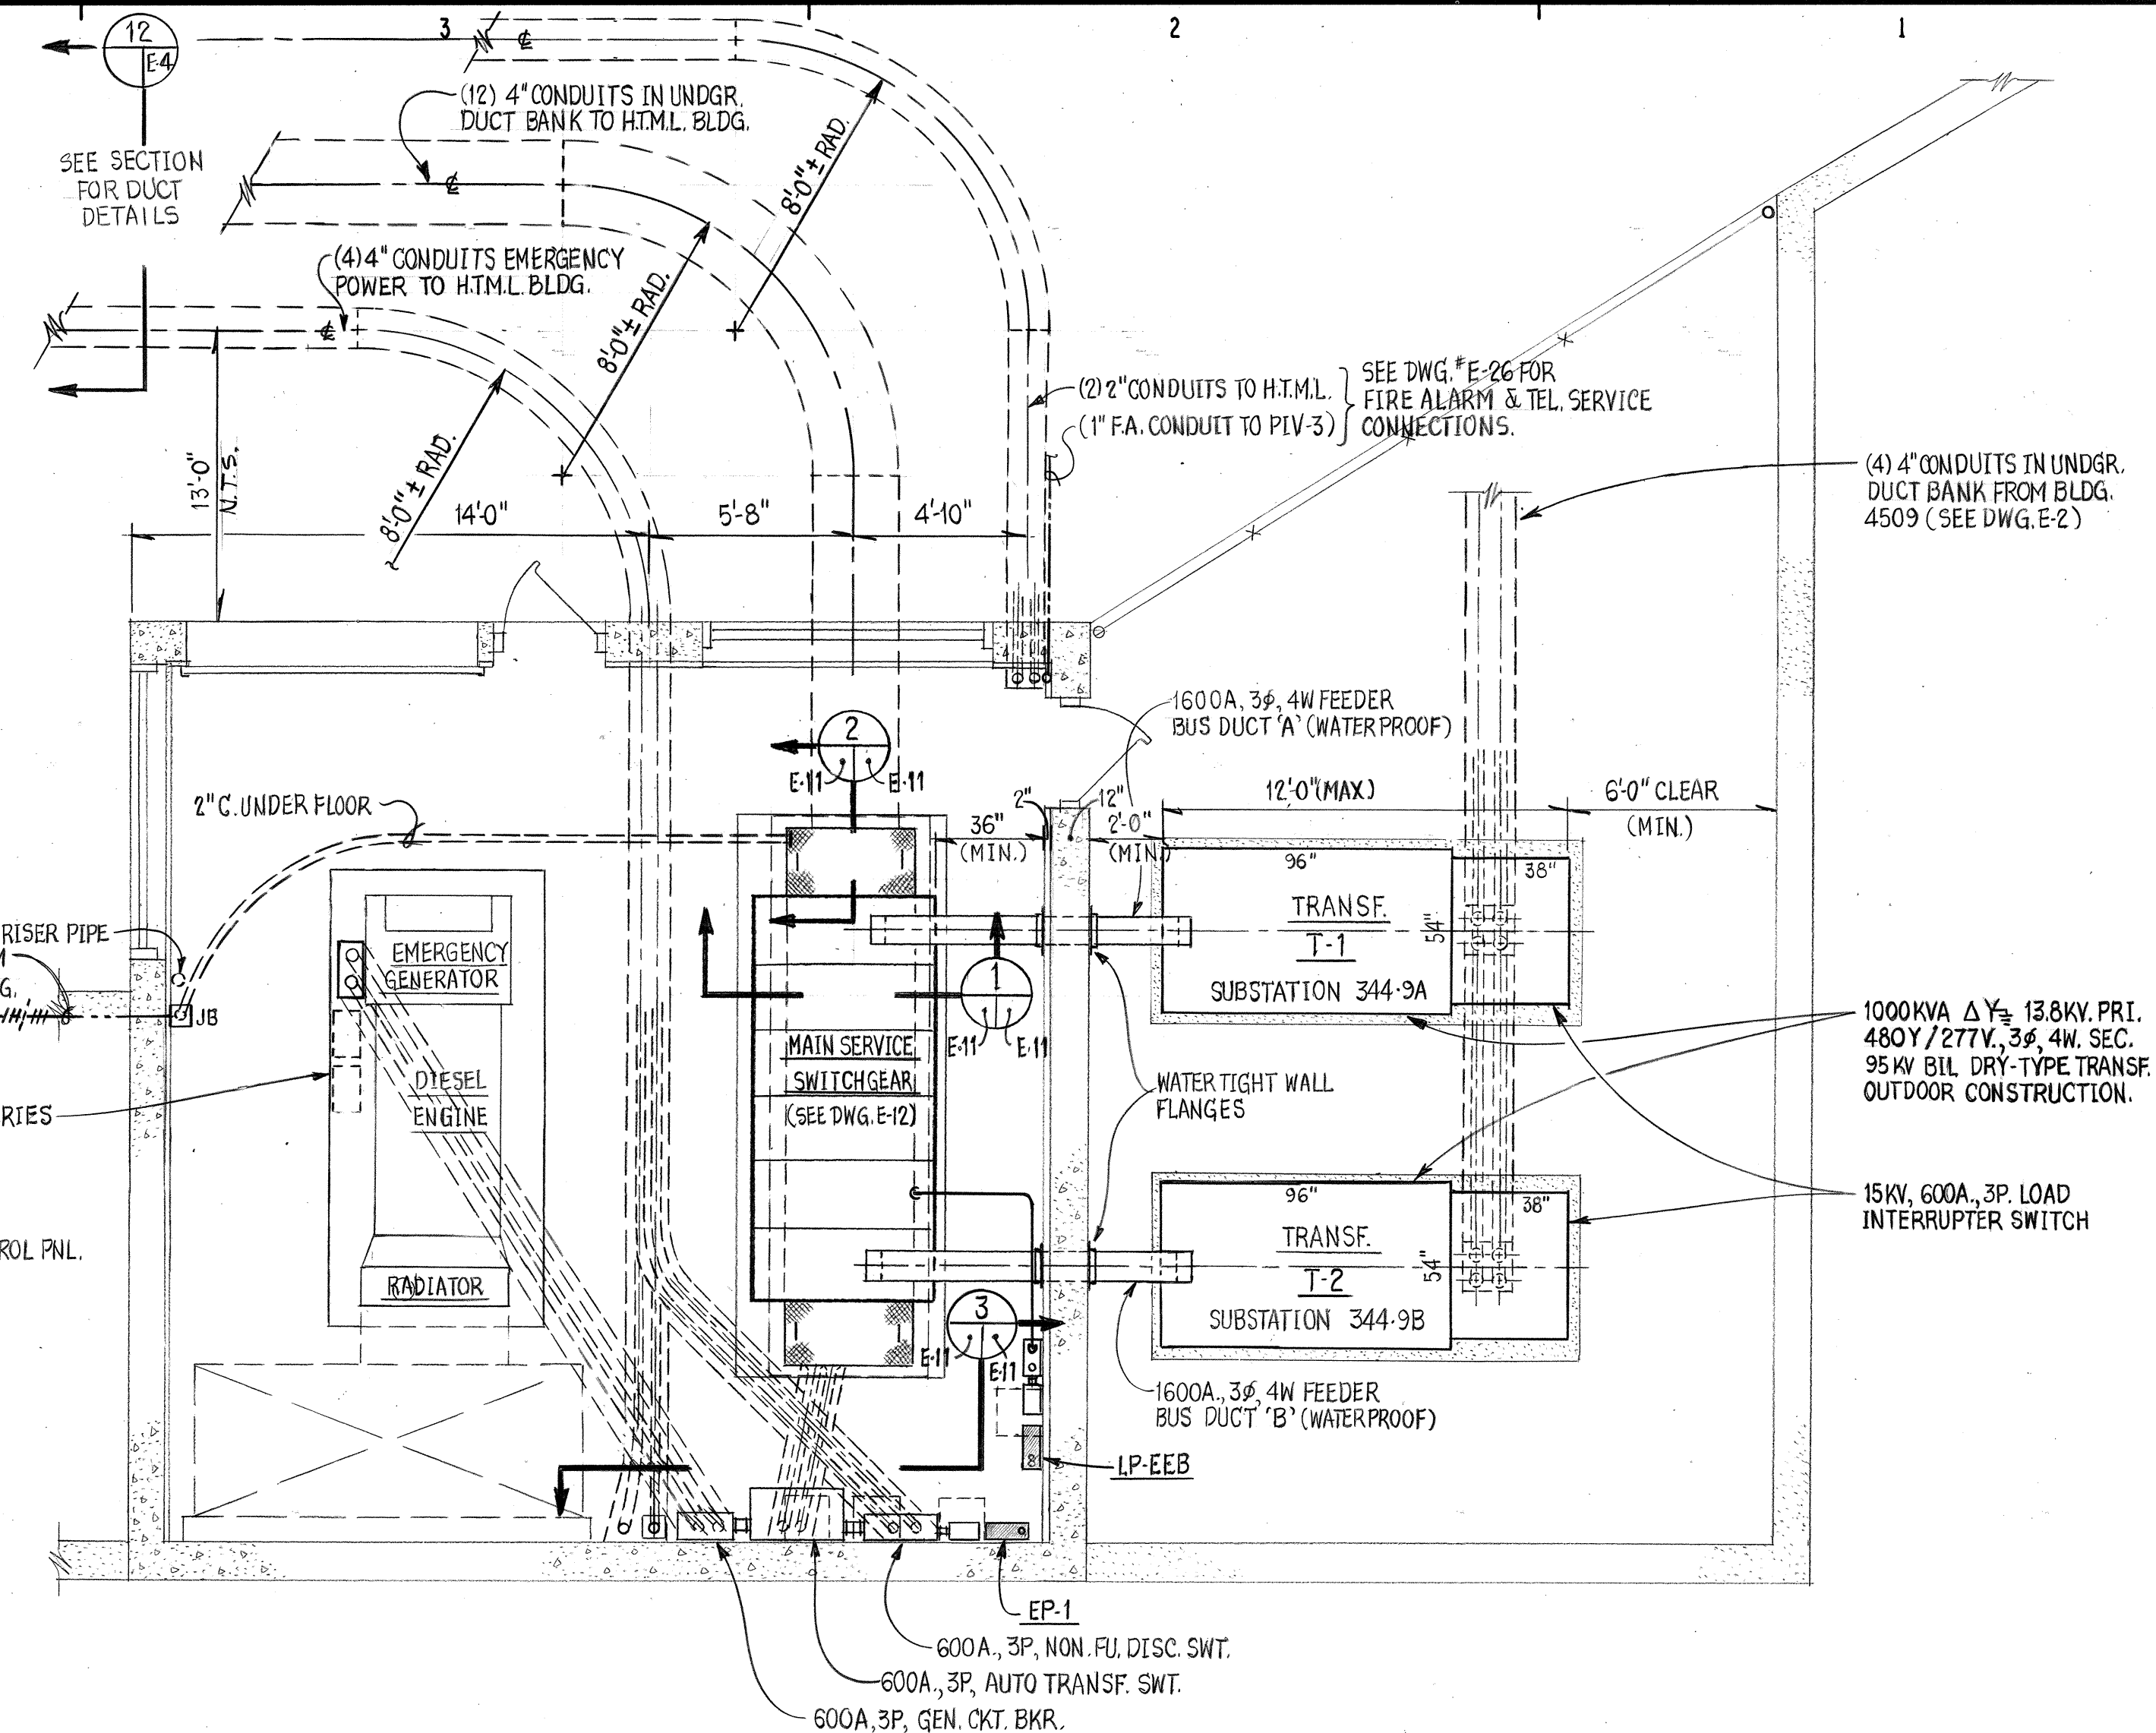 3
2
1
12
E-4
SEE SECTION
FOR DUCT
DETAILS
℄
(12) 4" CONDUITS IN UNDGR.
DUCT BANK TO H.T.M.L. BLDG.
8'-0"± RAD.
℄
(4) 4" CONDUITS EMERGENCY
POWER TO H.T.M.L. BLDG.
8'-0"± RAD.
℄
8'-0"± RAD.
13'-0"
N.T.S.
14'-0"
5'-8"
4'-10"
(2) 2" CONDUITS TO H.T.M.L.
(1" F.A. CONDUIT TO PIV-3)
SEE DWG. #E-26 FOR
FIRE ALARM & TEL. SERVICE
CONNECTIONS.
(4) 4" CONDUITS IN UNDGR.
DUCT BANK FROM BLDG.
4509 (SEE DWG. E-2)
1600A, 3Ø, 4W FEEDER
BUS DUCT 'A' (WATERPROOF)
2
E-11 E-11
2" C. UNDER FLOOR
36"
(MIN.)
2"
12"
2'-0"
(MIN.)
12'-0" (MAX.)
6'-0" CLEAR
(MIN.)
96"
38"
TRANSF.
T-1
54"
SUBSTATION 344-9A
RISER PIPE
G.
JB
EMERGENCY
GENERATOR
DIESEL
ENGINE
RADIATOR
RIES
ROL PNL.
1
E-11 E-11
MAIN SERVICE
SWITCHGEAR
(SEE DWG. E-12)
WATER TIGHT WALL
FLANGES
1000KVA Δ Y⏚ 13.8KV. PRI.
480Y/277V., 3Ø, 4W. SEC.
95 KV BIL DRY-TYPE TRANSF.
OUTDOOR CONSTRUCTION.
15KV, 600A., 3P. LOAD
INTERRUPTER SWITCH
96"
38"
TRANSF.
T-2
54"
SUBSTATION 344-9B
3
E-11 E-11
1600A., 3Ø, 4W FEEDER
BUS DUCT 'B' (WATERPROOF)
LP-EEB
EP-1
600A., 3P, NON. FU. DISC. SWT.
600A., 3P, AUTO TRANSF. SWT.
600A, 3P, GEN. CKT. BKR.